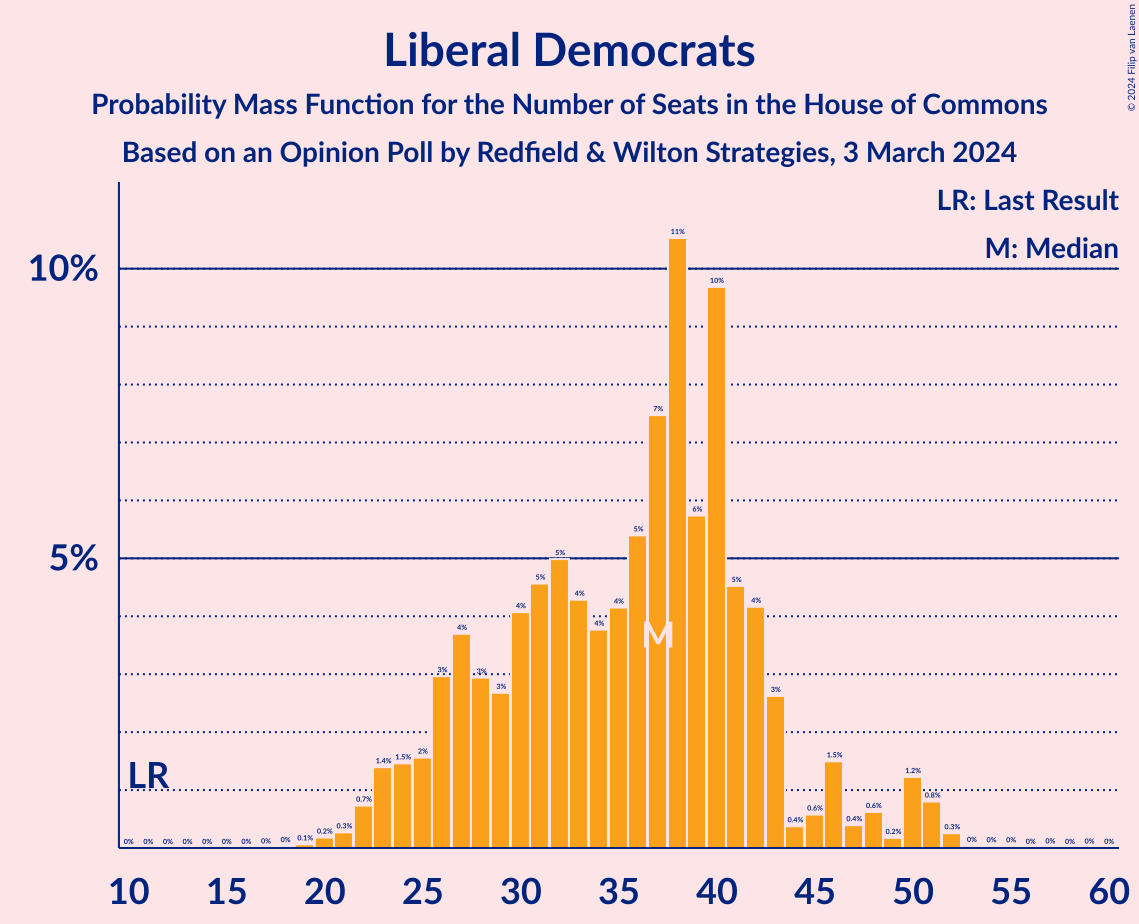 © 2024 Filip van Laenen
Liberal Democrats
Probability Mass Function for the Number of Seats in the House of Commons
Based on an Opinion Poll by Redfield & Wilton Strategies, 3 March 2024
LR: Last Result
M: Median
10%
5%
LR
M
0% 0% 0% 0% 0% 0% 0% 0% 0% 0.1% 0.2% 0.3% 0.7% 1.4% 1.5% 2% 3% 4% 3% 3% 4% 5% 5% 4% 4% 4% 5% 7% 11% 6% 10% 5% 4% 3% 0.4% 0.6% 1.5% 0.4% 0.6% 0.2% 1.2% 0.8% 0.3% 0% 0% 0% 0% 0% 0% 0% 0%
10 15 20 25 30 35 40 45 50 55 60